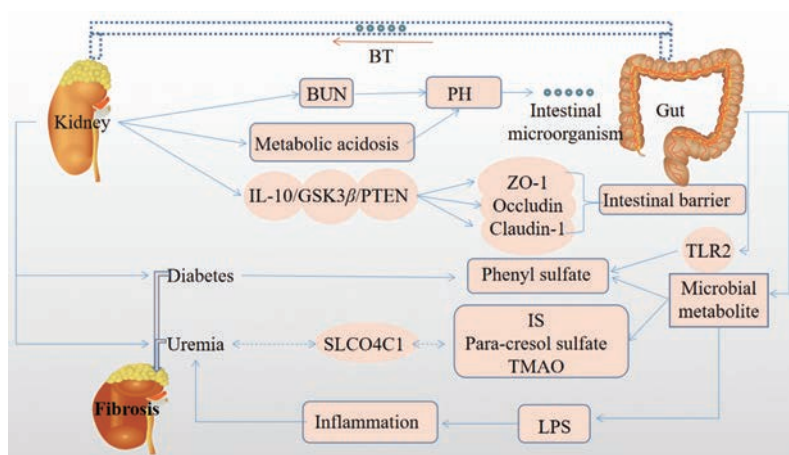 BT
BUN
PH
Kidney
Metabolic acidosis
Intestinal
microorganism
Gut
IL-10/GSK3β/PTEN
ZO-1
Occludin
Claudin-1
Intestinal barrier
TLR2
Diabetes
Phenyl sulfate
Microbial
metabolite
Uremia
SLCO4C1
IS
Para-cresol sulfate
TMAO
Fibrosis
Inflammation
LPS